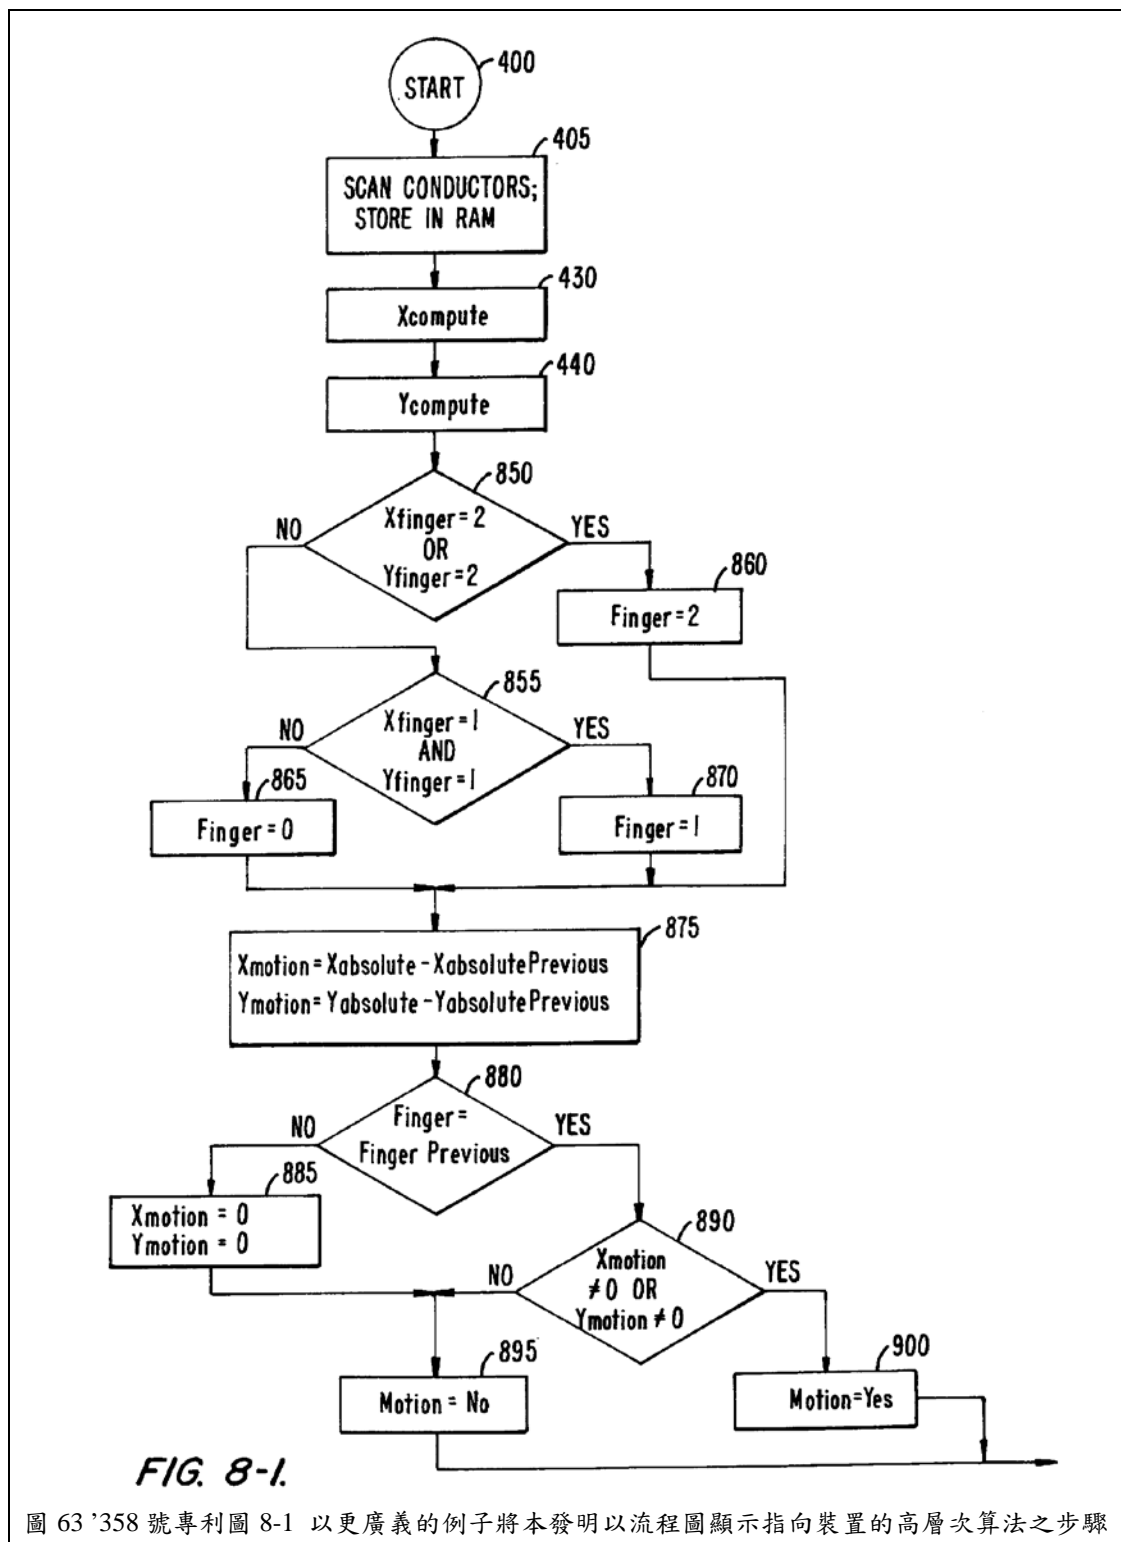 400
START
405
SCAN CONDUCTORS;
STORE IN RAM
430
Xcompute
440
Ycompute
850
NO
Xfinger = 2
OR
Yfinger = 2
YES
860
Finger = 2
855
NO
Xfinger = 1
AND
Yfinger = 1
YES
865
Finger = 0
870
Finger = 1
875
Xmotion = Xabsolute - XabsolutePrevious
Ymotion = Yabsolute - YabsolutePrevious
880
NO
Finger =
Finger Previous
YES
885
Xmotion = 0
Ymotion = 0
890
NO
Xmotion
≠ 0 OR
Ymotion ≠ 0
YES
895
Motion = No
900
Motion = Yes
FIG. 8-1.
圖 63 '358 號專利圖 8-1 以更廣義的例子將本發明以流程圖顯示指向裝置的高層次算法之步驟